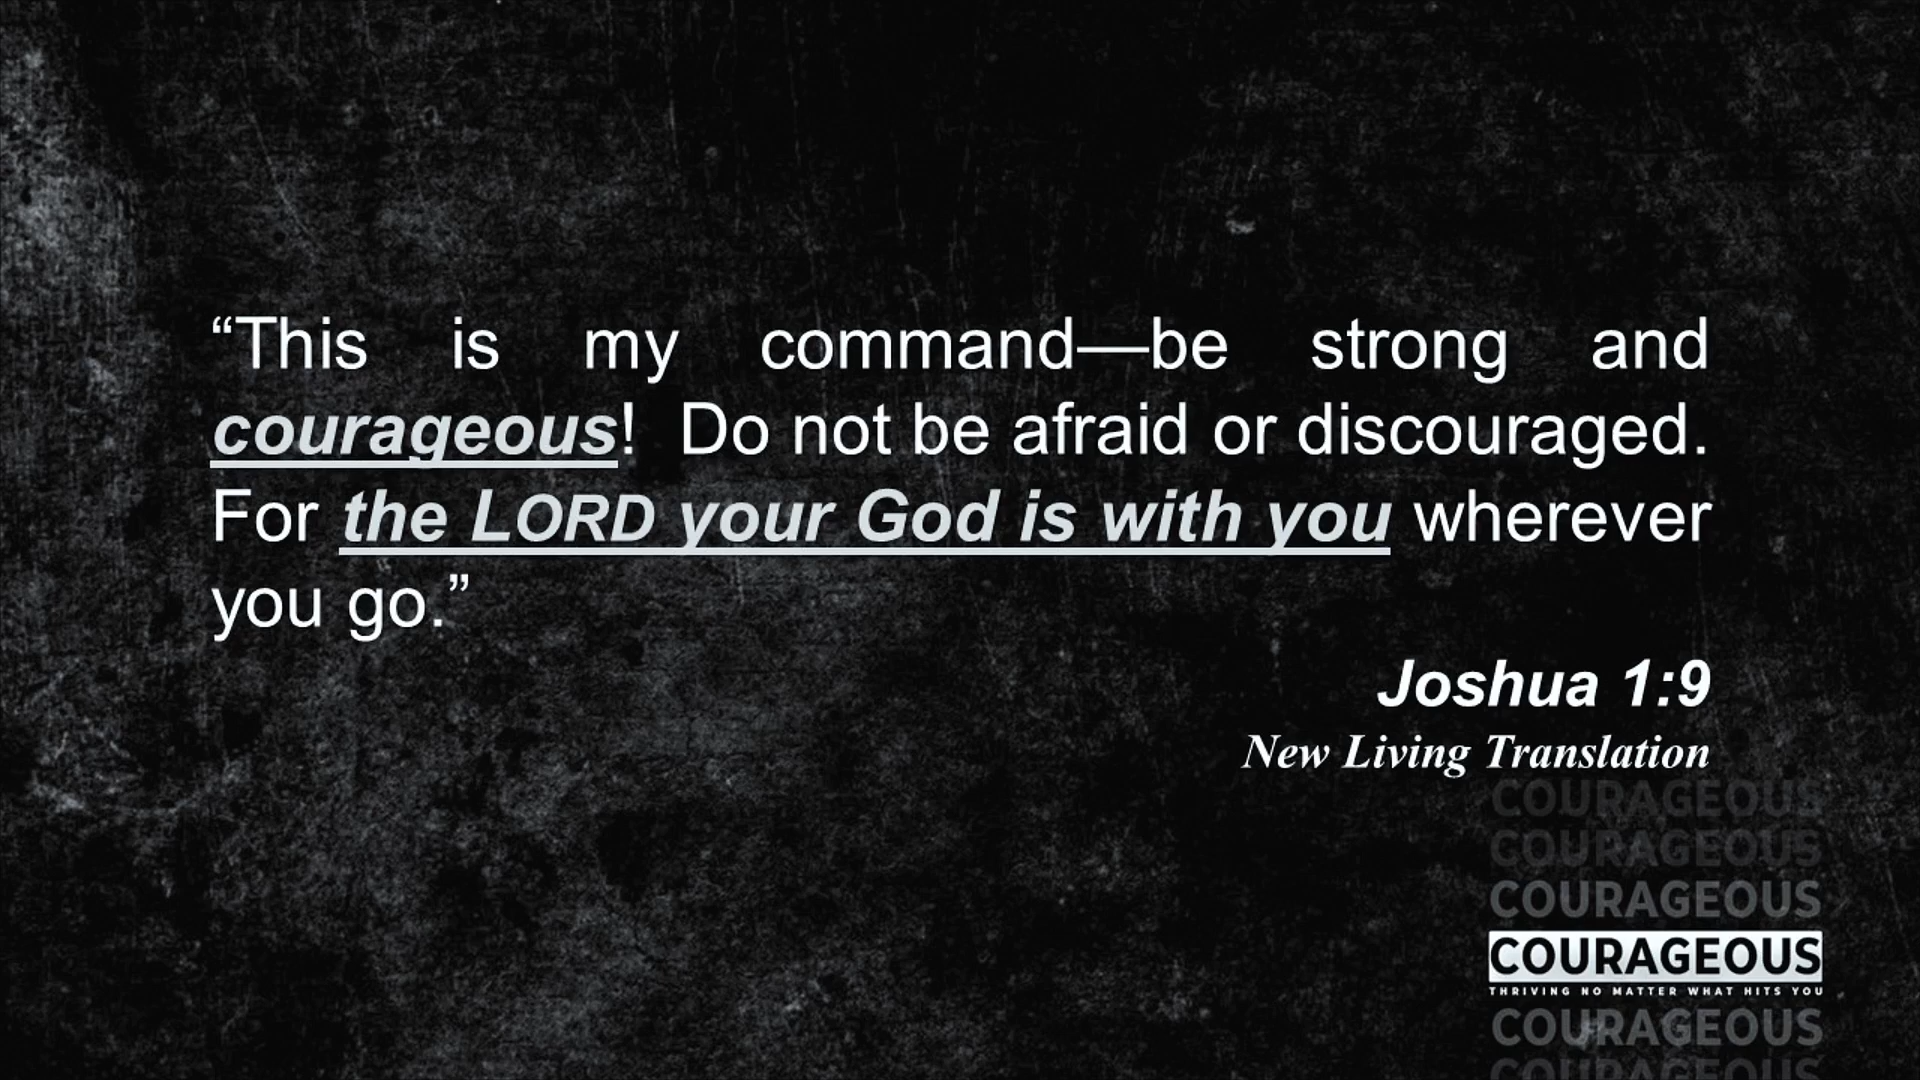 “This is my command—be strong and
courageous!  Do not be afraid or discouraged.
For the LORD your God is with you wherever
you go.”
Joshua 1:9
New Living Translation
COURAGEOUS
COURAGEOUS
COURAGEOUS
COURAGEOUS
THRIVING NO MATTER WHAT HITS YOU
COURAGEOUS
COURAGEOUS